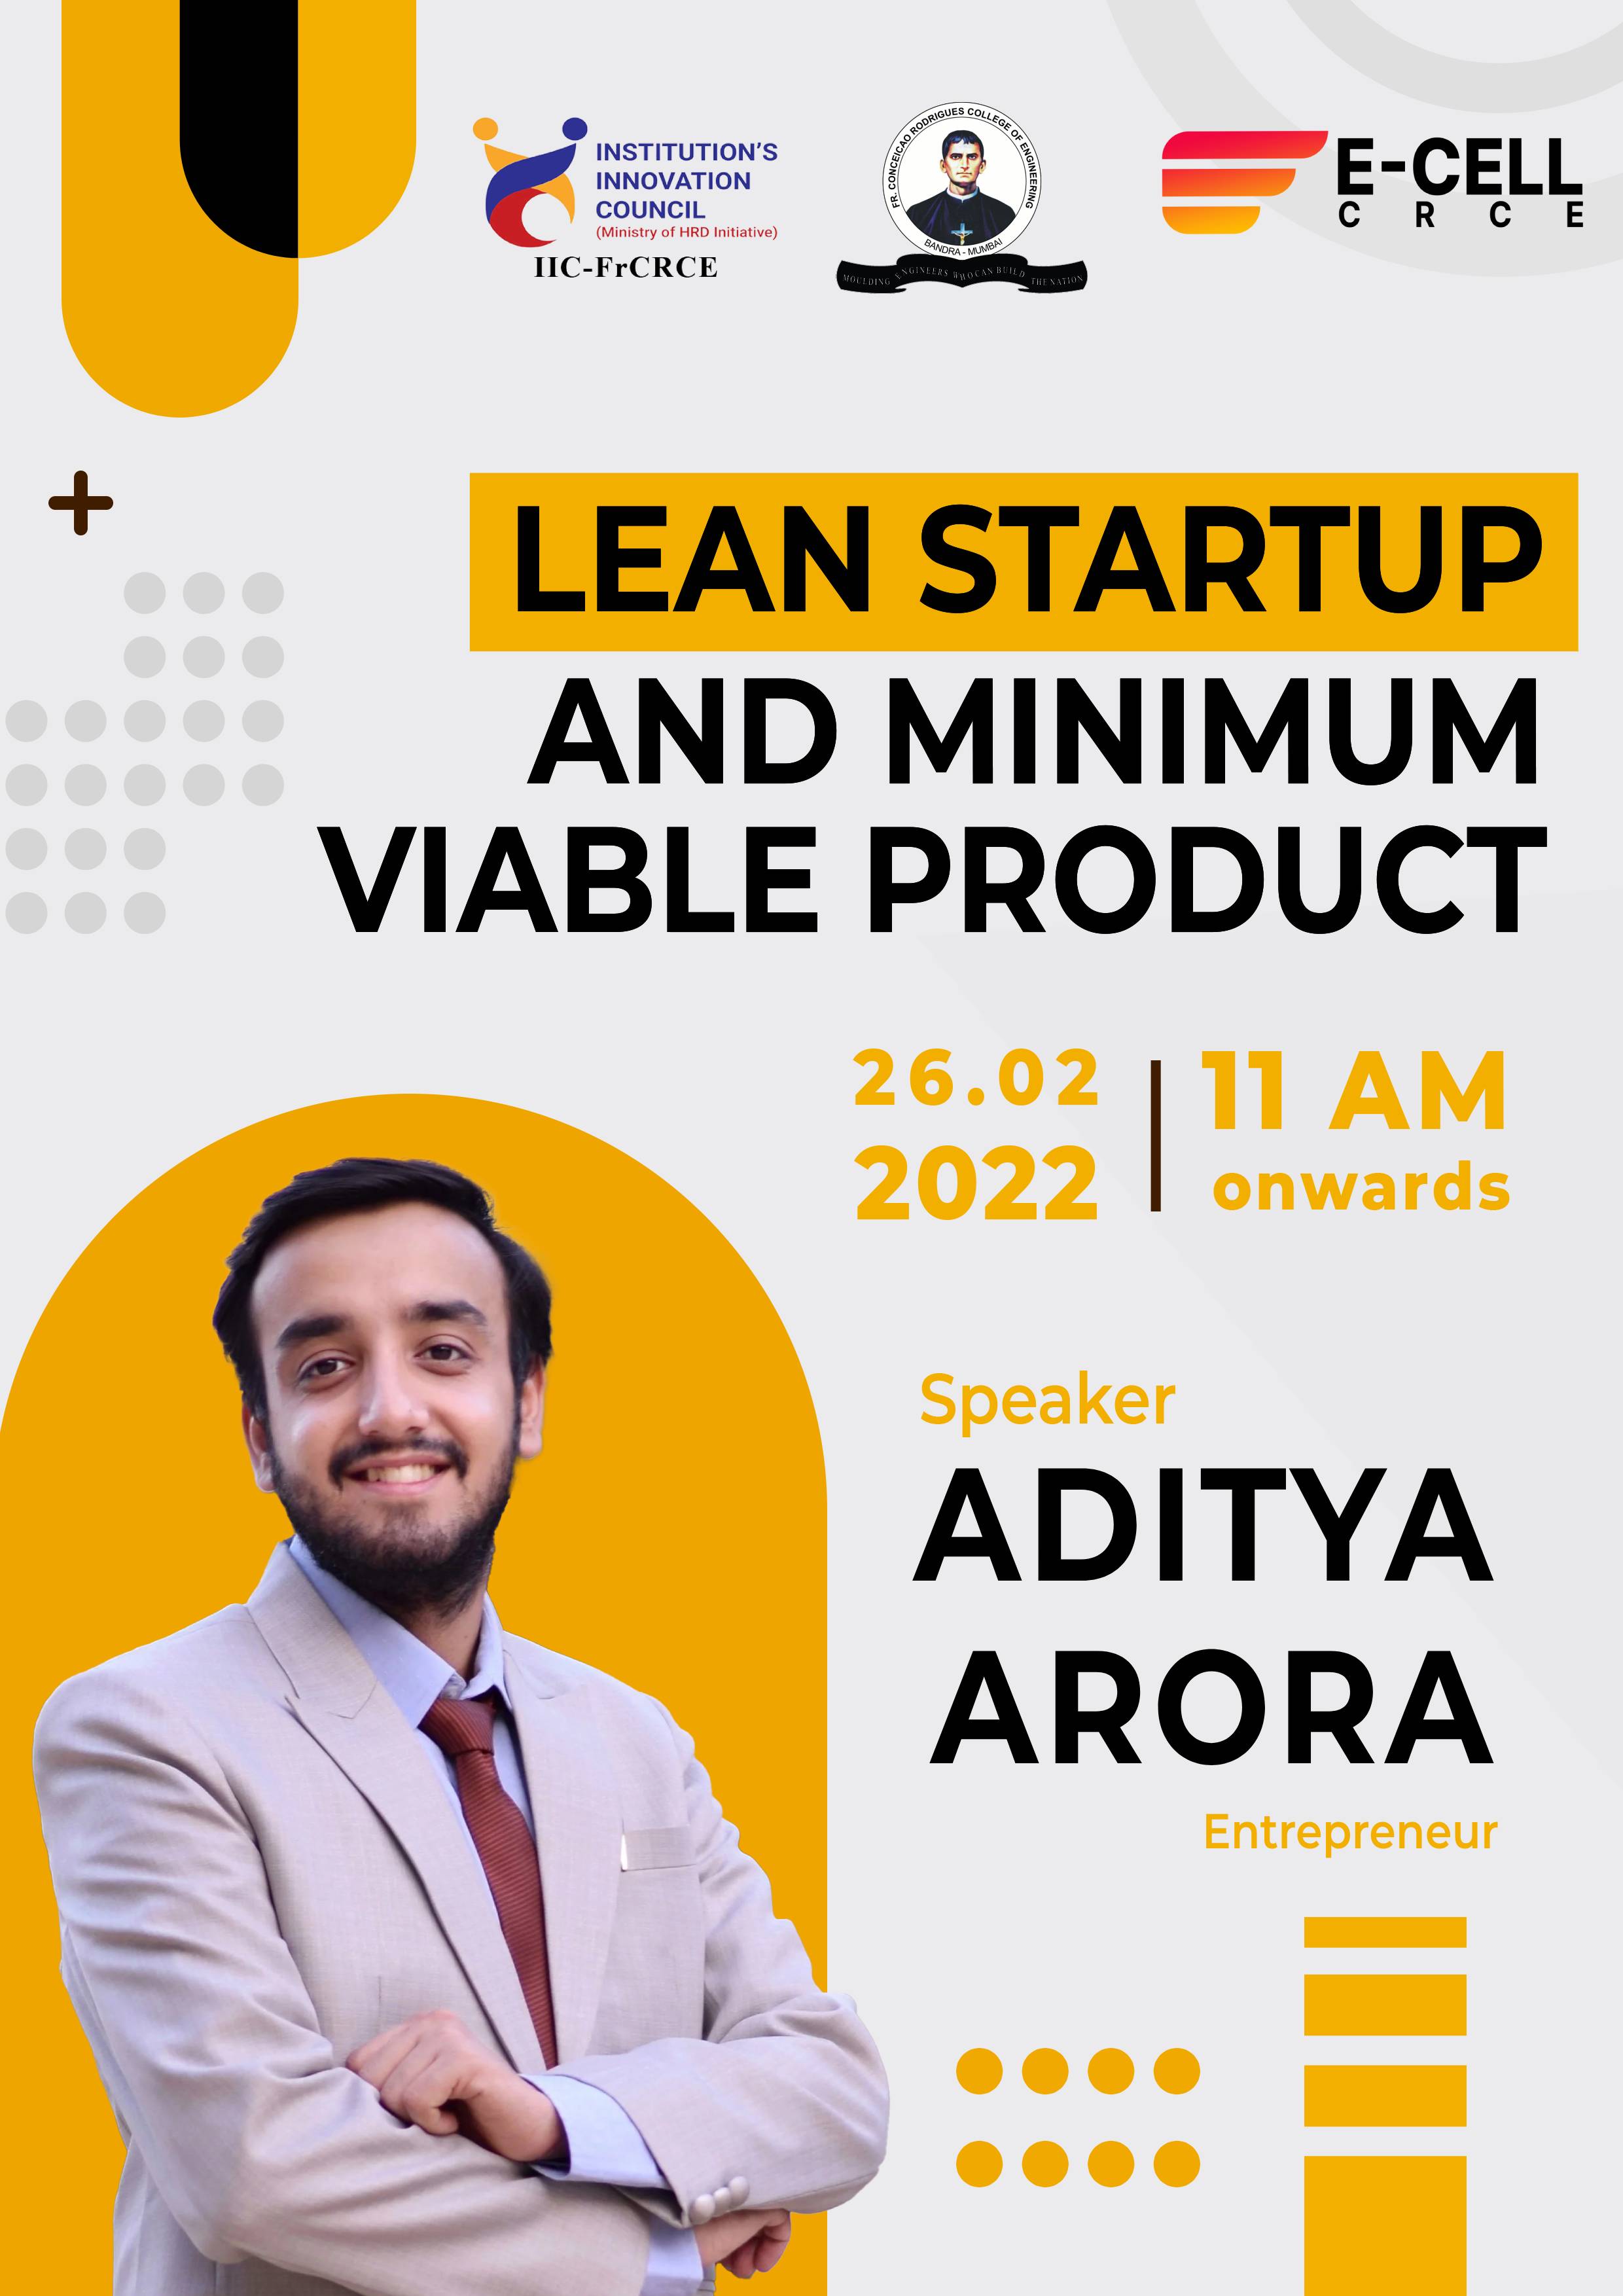 INSTITUTION'S
INNOVATION
COUNCIL
(Ministry of HRD Initiative)
IIC-FrCRCE
FR. CONCEICAO RODRIGUES COLLEGE OF ENGINEERING
BANDRA - MUMBAI
MOULDING ENGINEERS WHO CAN BUILD THE NATION
E-CELL
CRCE
LEAN STARTUP
AND MINIMUM
VIABLE PRODUCT
26.02
2022
11 AM
onwards
Speaker
ADITYA
ARORA
Entrepreneur